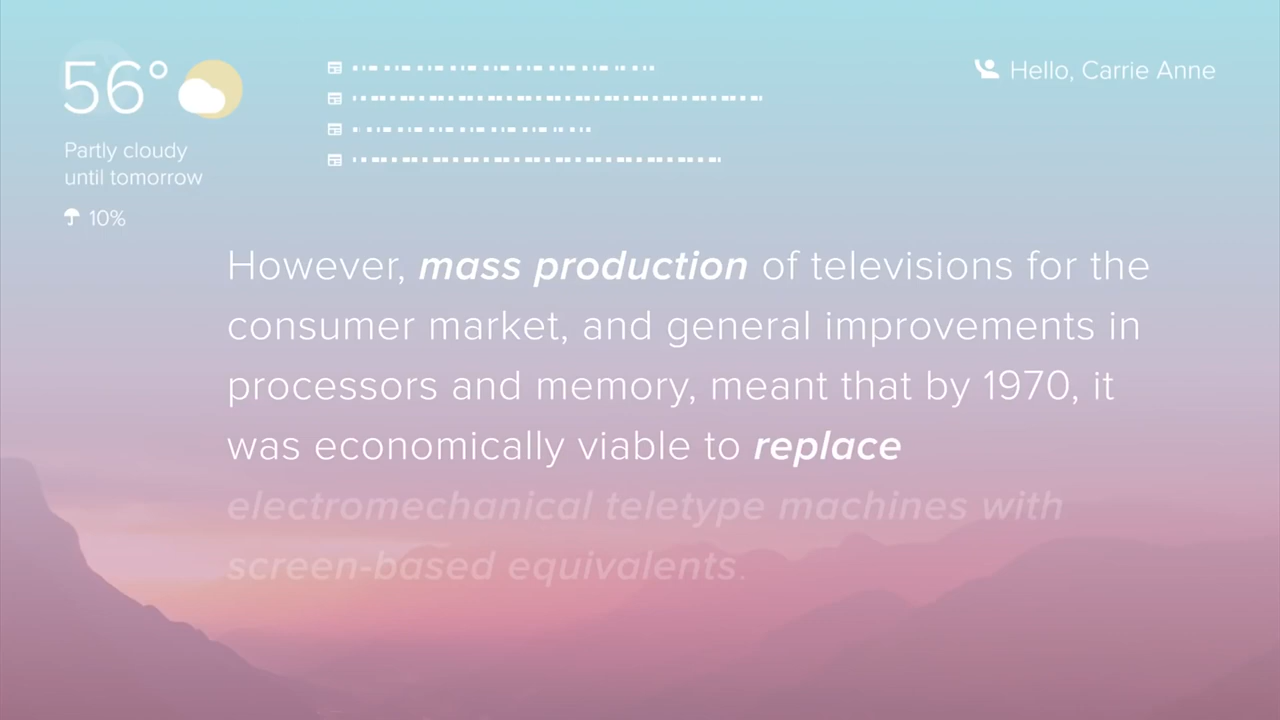 56°
Partly cloudy
until tomorrow
10%
Hello, Carrie Anne
However, mass production of televisions for the
consumer market, and general improvements in
processors and memory, meant that by 1970, it
was economically viable to replace
electromechanical teletype machines with
screen-based equivalents.